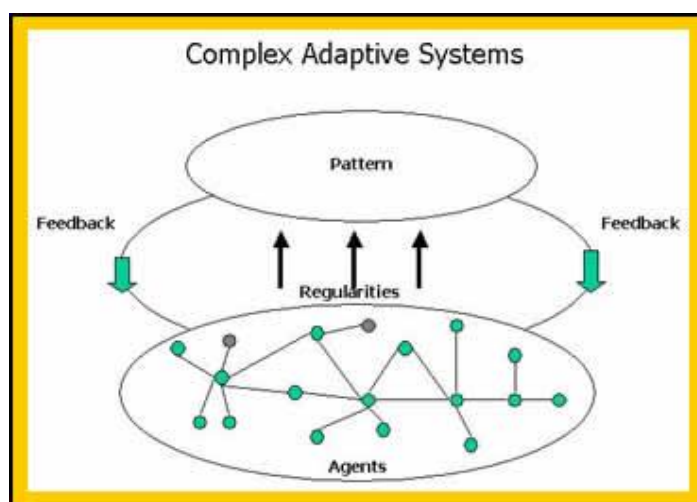 Complex Adaptive Systems
Pattern
Feedback
Feedback
Regularities
Agents